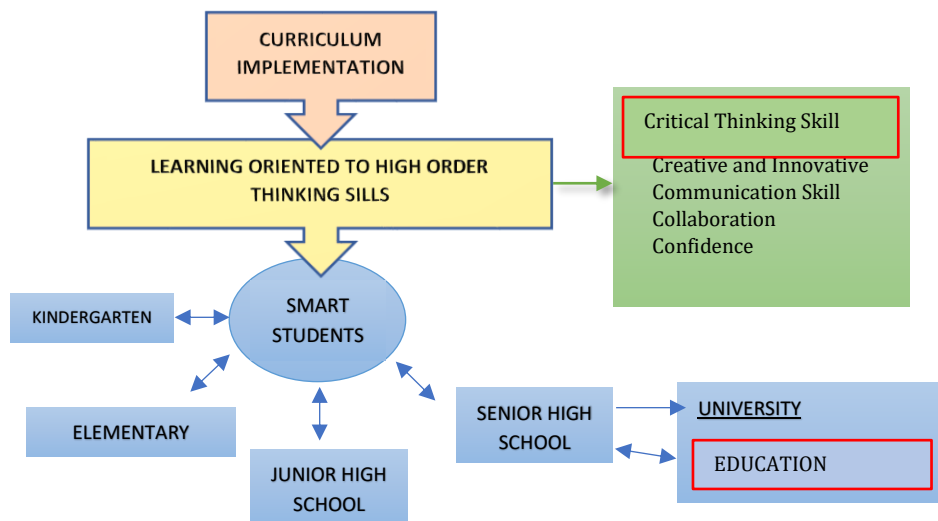 CURRICULUM
IMPLEMENTATION
LEARNING ORIENTED TO HIGH ORDER
THINKING SILLS
Critical Thinking Skill
Creative and Innovative
Communication Skill
Collaboration
Confidence
SMART
STUDENTS
KINDERGARTEN
ELEMENTARY
JUNIOR HIGH
SCHOOL
SENIOR HIGH
SCHOOL
UNIVERSITY
EDUCATION